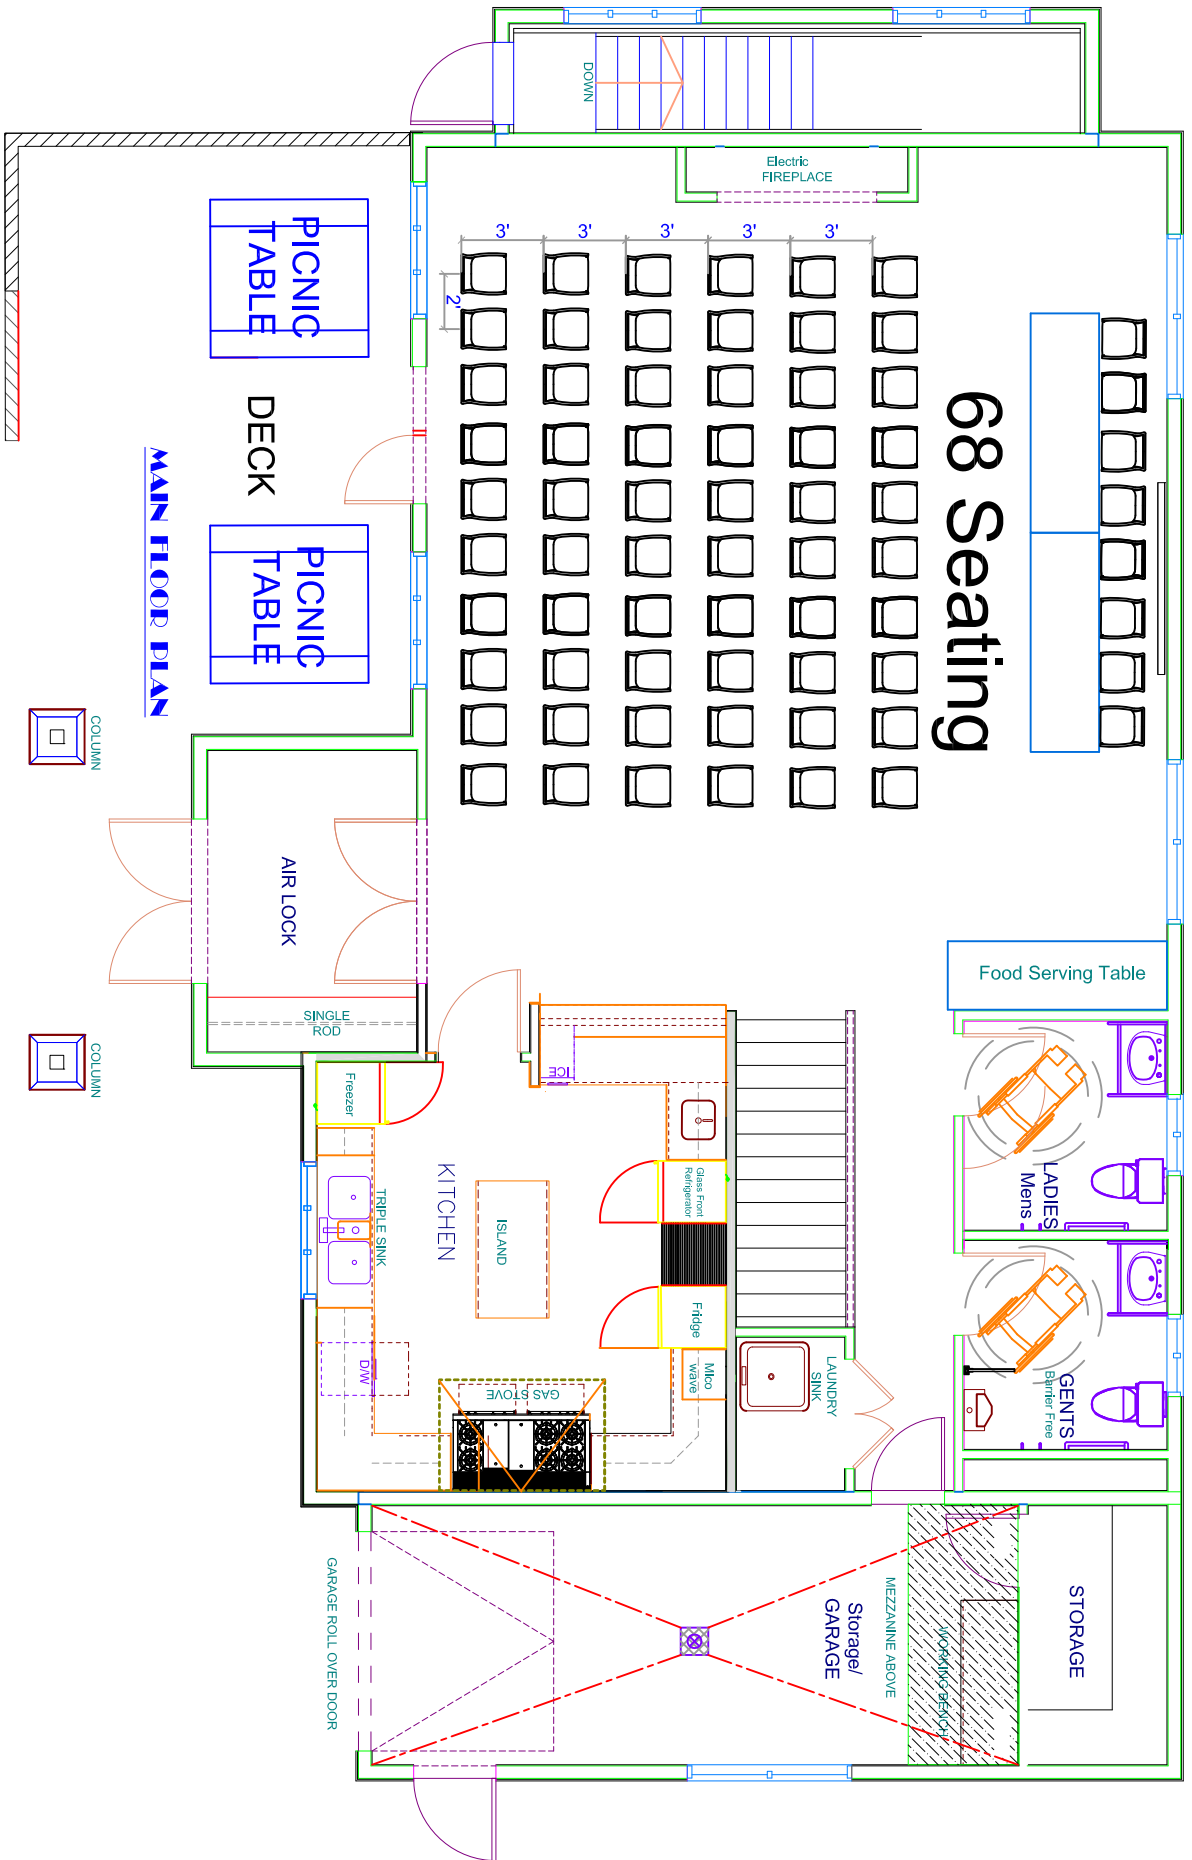 DOWN
Electric
FIREPLACE
3'
3'
3'
3'
3'
2'
PICNIC
TABLE
DECK
PICNIC
TABLE
MAIN FLOOR PLAN
68 Seating
COLUMN
COLUMN
AIR LOCK
SINGLE
ROD
Food Serving Table
ICE
Freezer
KITCHEN
TRIPLE SINK
ISLAND
Glass Front
Refrigerator
Fridge
Mico
wave
D/W
GAS STOVE
LAUNDRY
SINK
LADIES
Mens
GENTS
Barrier Free
GARAGE ROLL OVER DOOR
Storage/
GARAGE
MEZZANINE ABOVE
WORKING BENCH
STORAGE